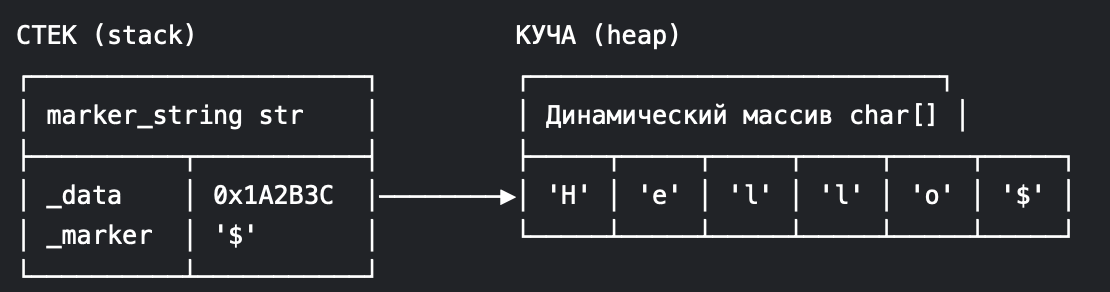 СТЕК (stack) КУЧА (heap)
marker_string str Динамический массив char[]
_data 0x1A2B3C 'H' 'e' 'l' 'l' 'o' '$'
_marker '$'